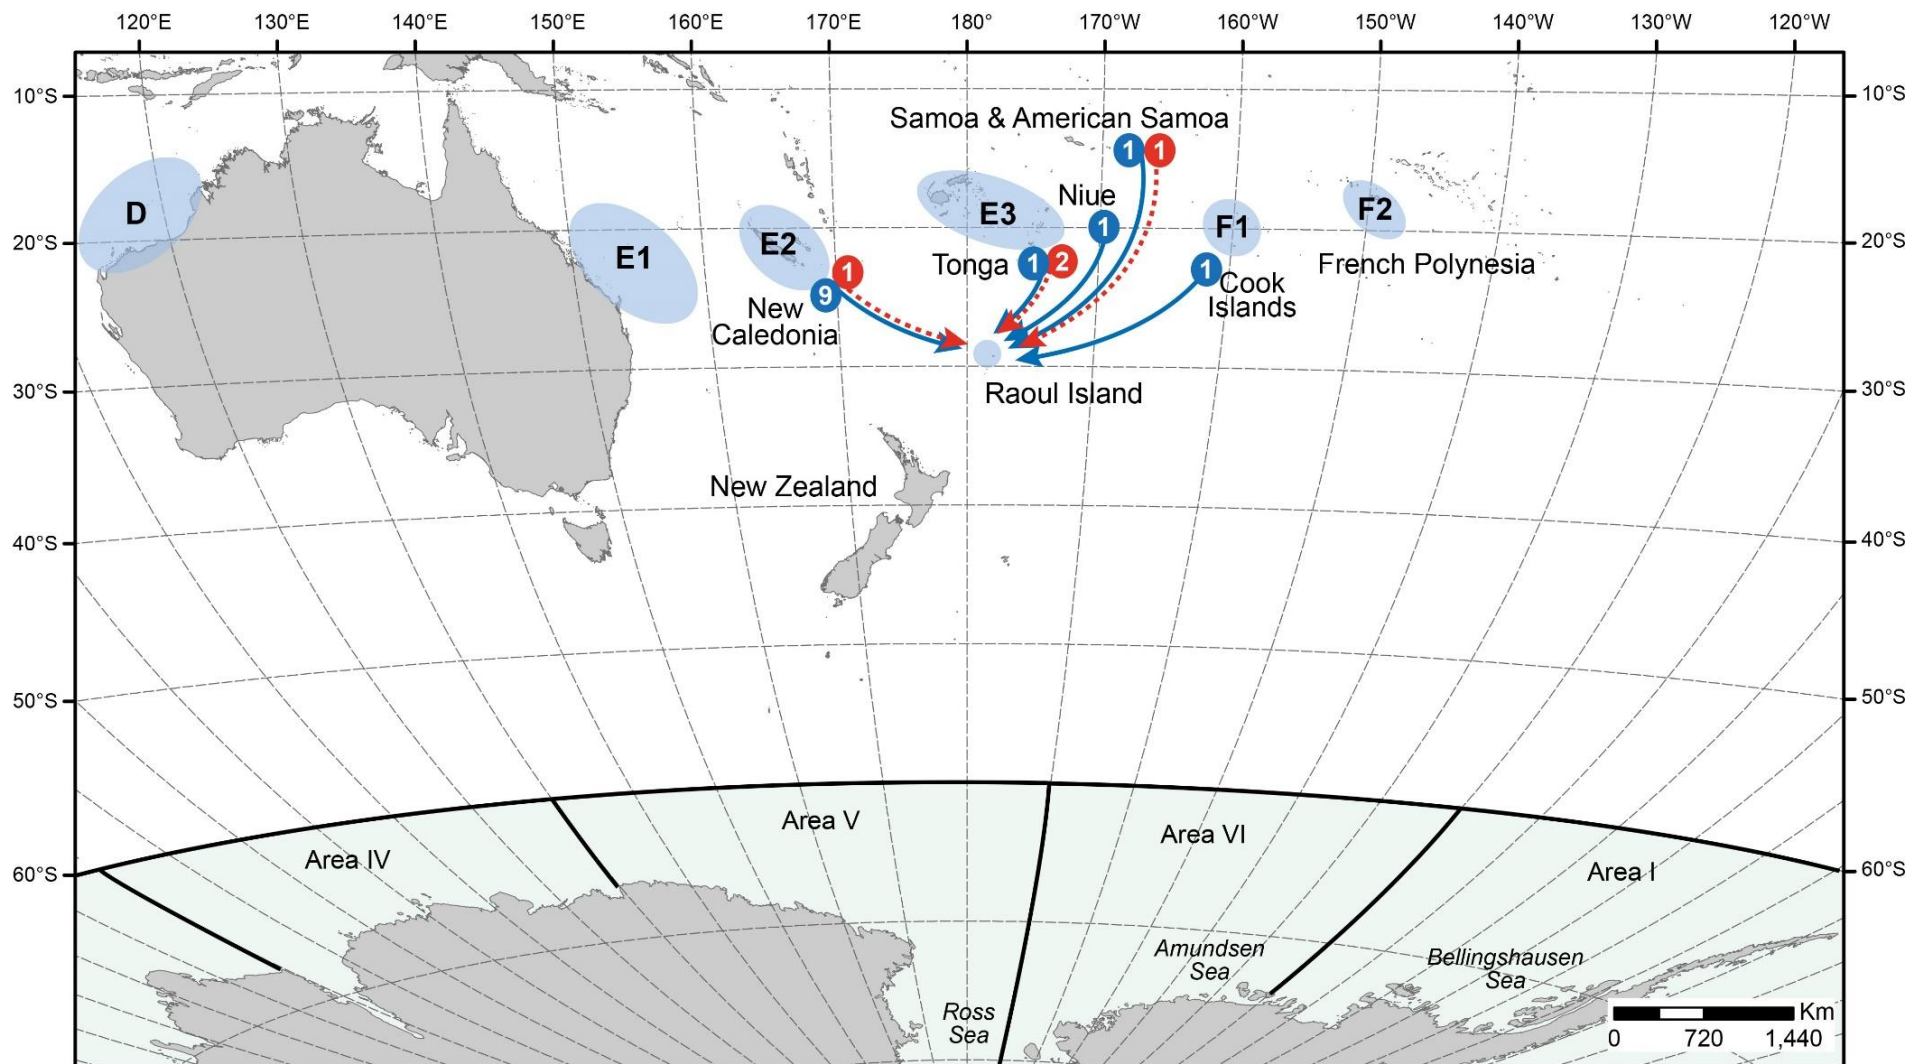 120°E 130°E 140°E 150°E 160°E 170°E 180° 170°W 160°W 150°W 140°W 130°W 120°W
10°S 10°S
Samoa & American Samoa
1 1
D
E1
E2
E3
Niue
1
F1
F2
20°S 20°S
Tonga 1 2
1
Cook
Islands
French Polynesia
1
9
New
Caledonia
Raoul Island
30°S 30°S
New Zealand
40°S 40°S
50°S 50°S
Area IV
Area V
Area VI
Area I
60°S 60°S
Amundsen
Sea
Bellingshausen
Sea
Ross
Sea
Km
0 720 1,440